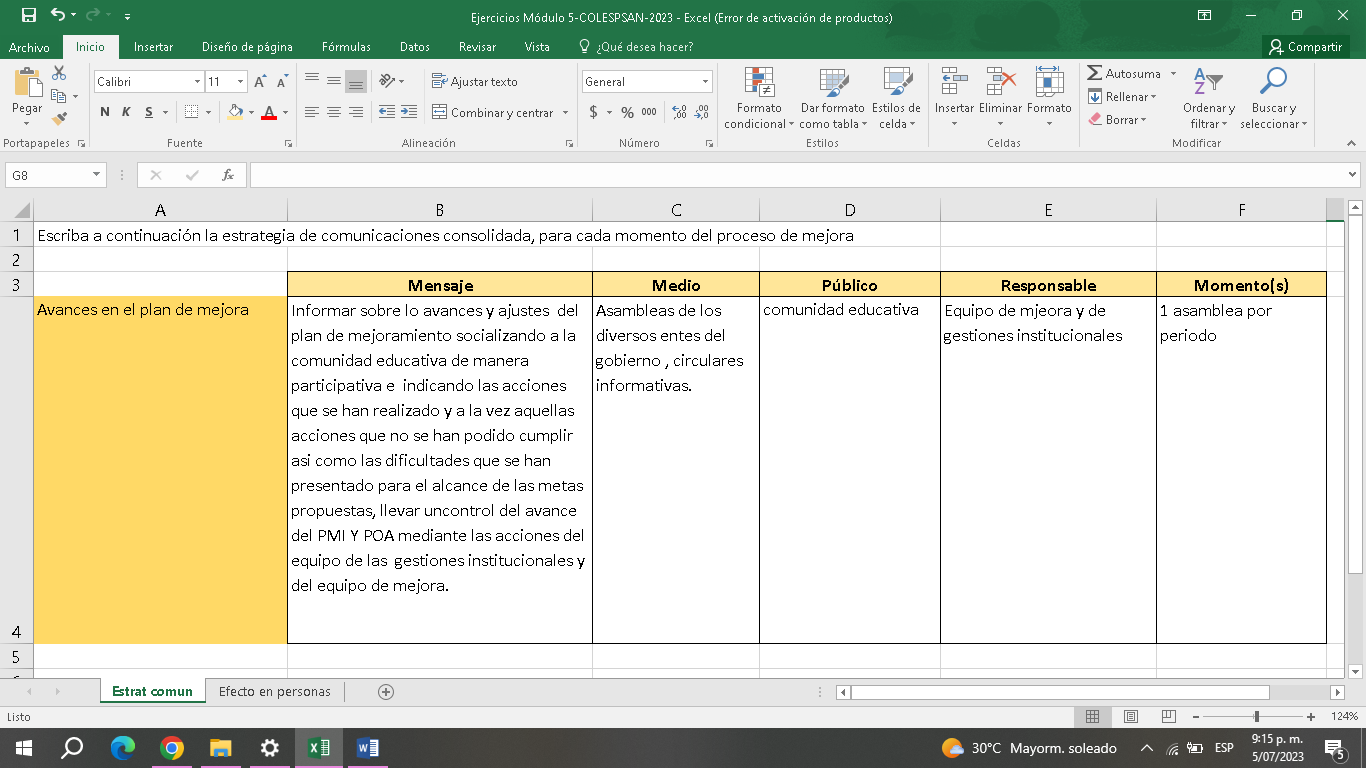 Ejercicios Módulo 5-COLESPSAN-2023 - Excel (Error de activación de productos)
Archivo Inicio Insertar Diseño de página Fórmulas Datos Revisar Vista ¿Qué desea hacer? Compartir
Pegar
Calibri 11
N K S
Ajustar texto
Combinar y centrar
General
$ % 000
Formato condicional
Dar formato como tabla
Estilos de celda
Insertar Eliminar Formato
Autosuma
Rellenar
Borrar
Ordenar y filtrar
Buscar y seleccionar
Portapapeles Fuente Alineación Número Estilos Celdas Modificar
G8 fx
A B C D E F
1 Escriba a continuación la estrategia de comunicaciones consolidada, para cada momento del proceso de mejora
2
3 Mensaje Medio Público Responsable Momento(s)
4
Avances en el plan de mejora
Informar sobre lo avances y ajustes del
plan de mejoramiento socializando a la
comunidad educativa de manera
participativa e indicando las acciones
que se han realizado y a la vez aquellas
acciones que no se han podido cumplir
asi como las dificultades que se han
presentado para el alcance de las metas
propuestas, llevar uncontrol del avance
del PMI Y POA mediante las acciones del
equipo de las gestiones institucionales y
del equipo de mejora.
Asambleas de los
diversos entes del
gobierno , circulares
informativas.
comunidad educativa
Equipo de mjeora y de
gestiones institucionales
1 asamblea por
periodo
5
Estrat comun Efecto en personas
Listo 124%
30°C Mayorm. soleado ESP
9:15 p. m.
5/07/2023
5